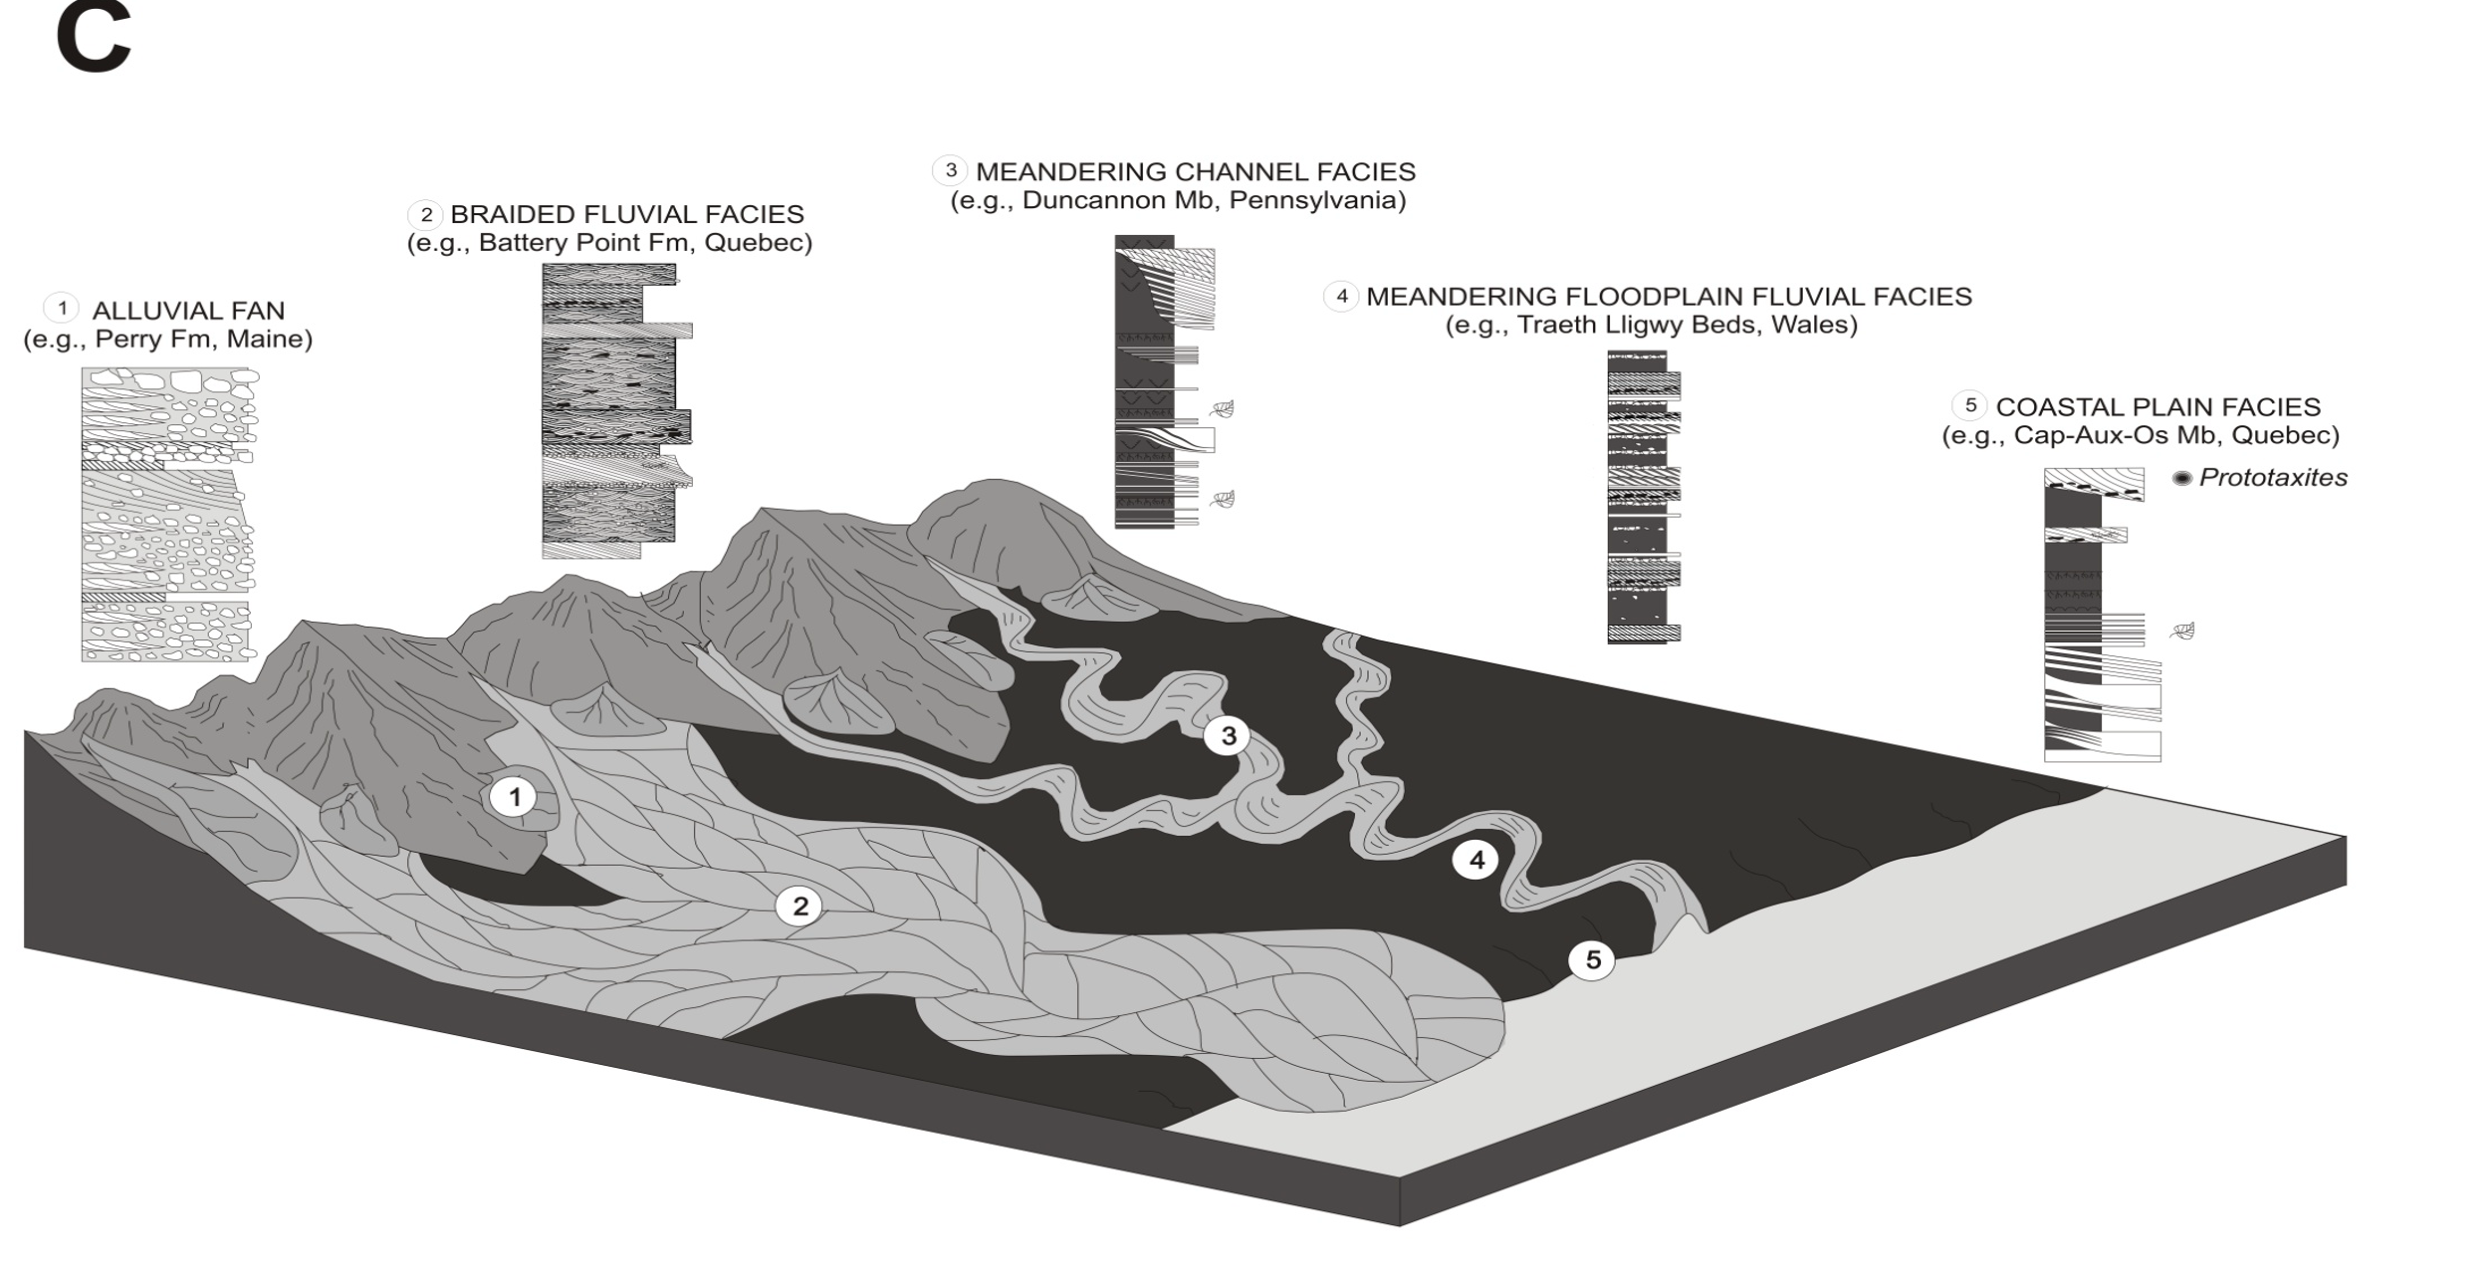 C
3 MEANDERING CHANNEL FACIES
(e.g., Duncannon Mb, Pennsylvania)
2 BRAIDED FLUVIAL FACIES
(e.g., Battery Point Fm, Quebec)
1 ALLUVIAL FAN
(e.g., Perry Fm, Maine)
4 MEANDERING FLOODPLAIN FLUVIAL FACIES
(e.g., Traeth Lligwy Beds, Wales)
5 COASTAL PLAIN FACIES
(e.g., Cap-Aux-Os Mb, Quebec)
Prototaxites
3
1
4
2
5